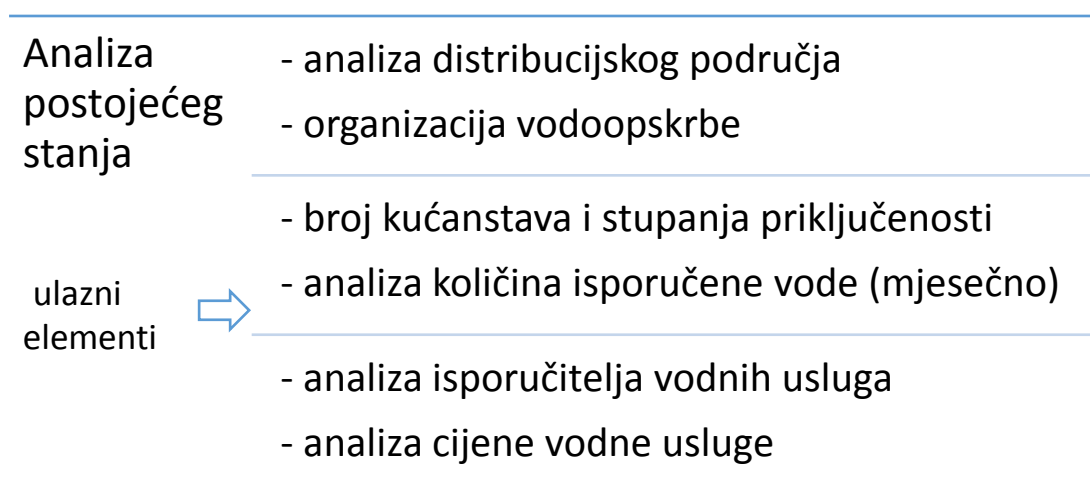 Analiza
postojećeg
stanja
ulazni
elementi
- analiza distribucijskog područja
- organizacija vodoopskrbe
- broj kućanstava i stupanja priključenosti
- analiza količina isporučene vode (mjesečno)
- analiza isporučitelja vodnih usluga
- analiza cijene vodne usluge